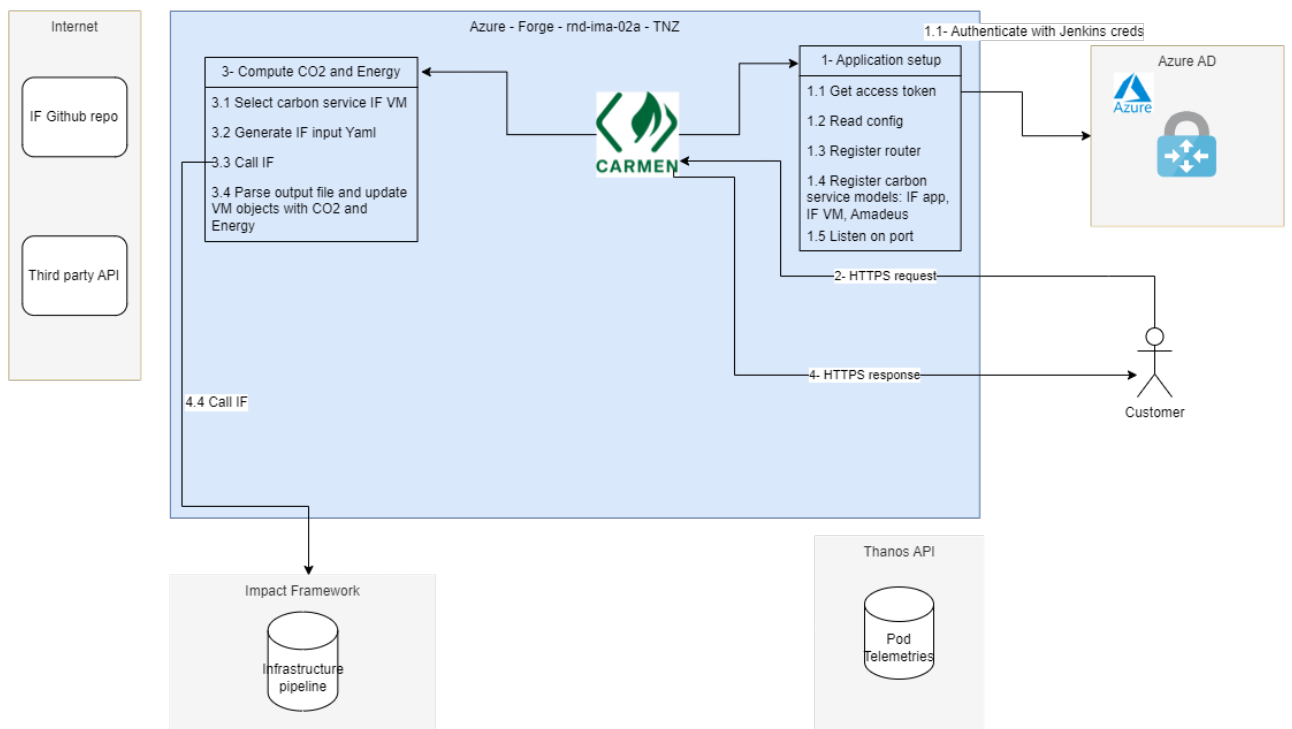 Internet
IF Github repo
Third party API
Azure - Forge - rnd-ima-02a - TNZ
3- Compute CO2 and Energy
3.1 Select carbon service IF VM
3.2 Generate IF input Yaml
3.3 Call IF
3.4 Parse output file and update
VM objects with CO2 and
Energy
CARMEN
1- Application setup
1.1 Get access token
1.2 Read config
1.3 Register router
1.4 Register carbon
service models: IF app,
IF VM, Amadeus
1.5 Listen on port
1.1- Authenticate with Jenkins creds
Azure AD
Azure
2- HTTPS request
4- HTTPS response
Customer
4.4 Call IF
Impact Framework
Infrastructure
pipeline
Thanos API
Pod
Telemetries